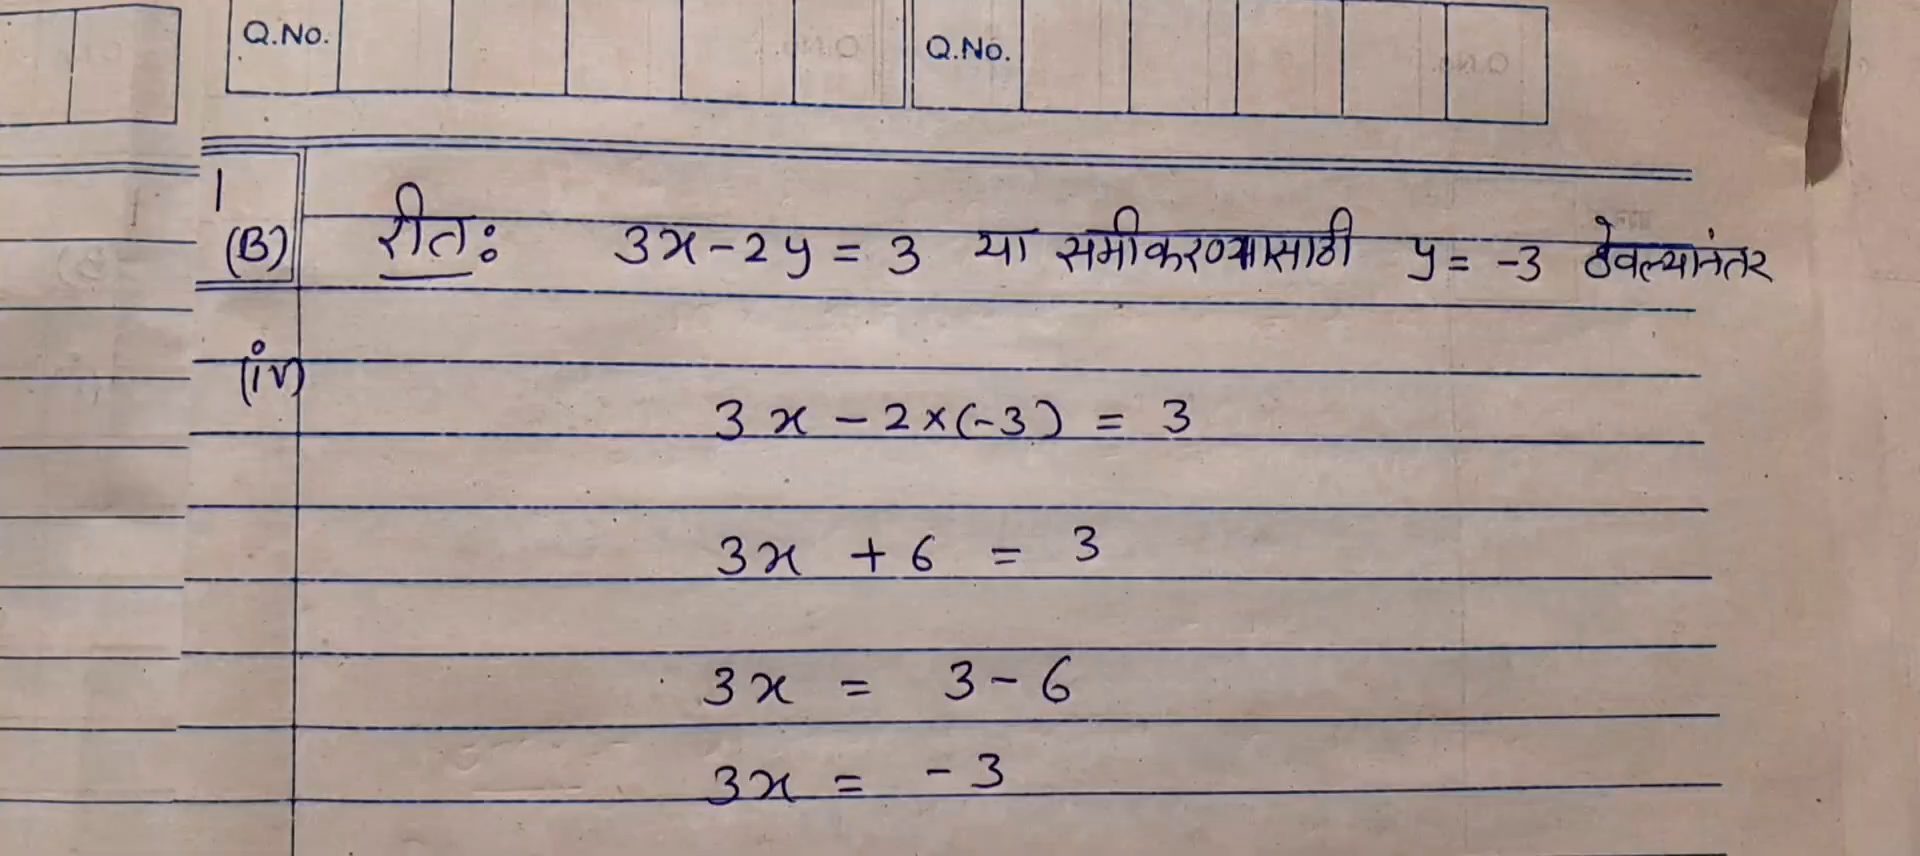 Q.No. Q.No.
1
(B) रीत: 3x - 2y = 3 या समीकरण्यासाठी y = -3 ठेवल्यानंतर
(iv)
3x - 2×(-3) = 3
3x + 6 = 3
3x = 3 - 6
3x = - 3